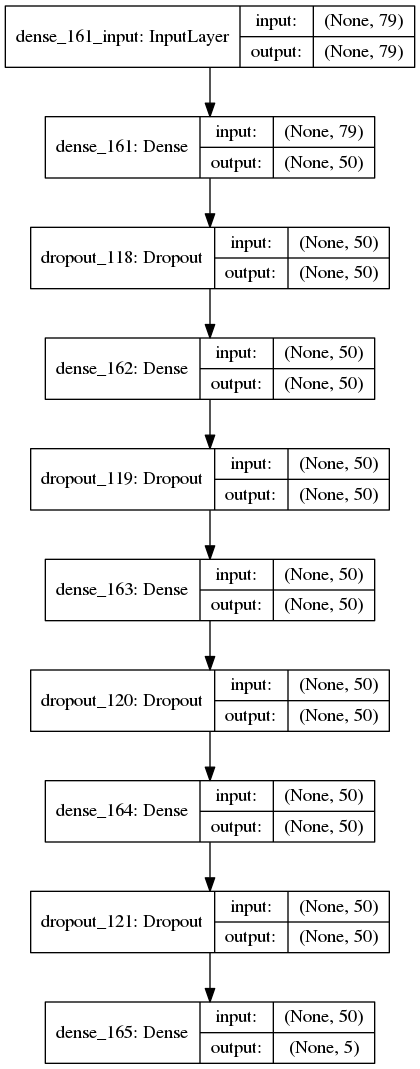 dense_161_input: InputLayer
input: (None, 79)
output: (None, 79)
dense_161: Dense
input: (None, 79)
output: (None, 50)
dropout_118: Dropout
input: (None, 50)
output: (None, 50)
dense_162: Dense
input: (None, 50)
output: (None, 50)
dropout_119: Dropout
input: (None, 50)
output: (None, 50)
dense_163: Dense
input: (None, 50)
output: (None, 50)
dropout_120: Dropout
input: (None, 50)
output: (None, 50)
dense_164: Dense
input: (None, 50)
output: (None, 50)
dropout_121: Dropout
input: (None, 50)
output: (None, 50)
dense_165: Dense
input: (None, 50)
output: (None, 5)